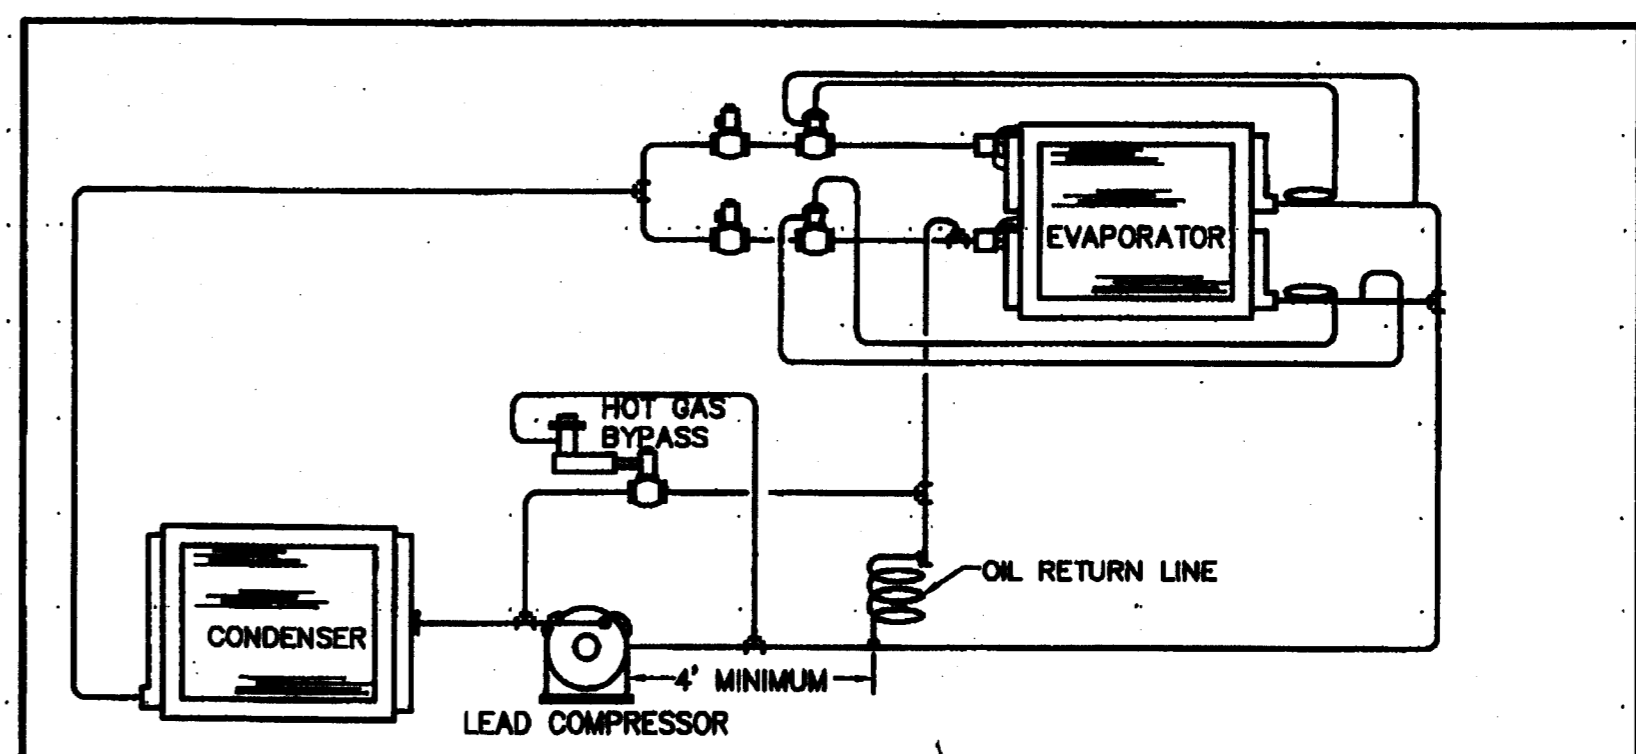 EVAPORATOR
HOT GAS
BYPASS
OIL RETURN LINE
CONDENSER
4' MINIMUM
LEAD COMPRESSOR